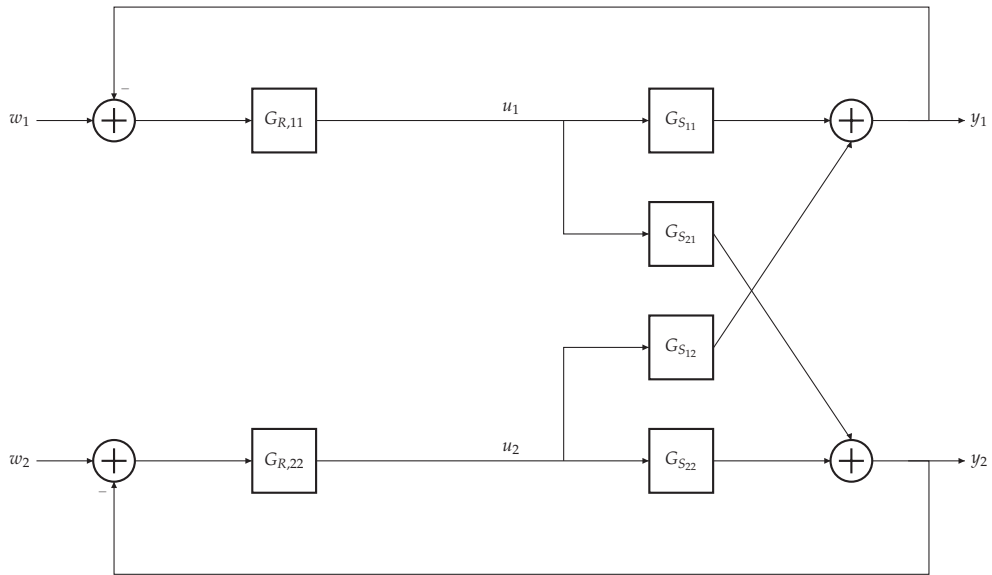 −
w₁ + G_{R,11} u₁ G_{S₁₁} + y₁
G_{S₂₁}
G_{S₁₂}
w₂ + G_{R,22} u₂ G_{S₂₂} + y₂
−